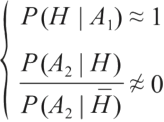 P(H | A₁) ≈ 1
P(A₂ | H)
P(A₂ | H̅) ≉ 0